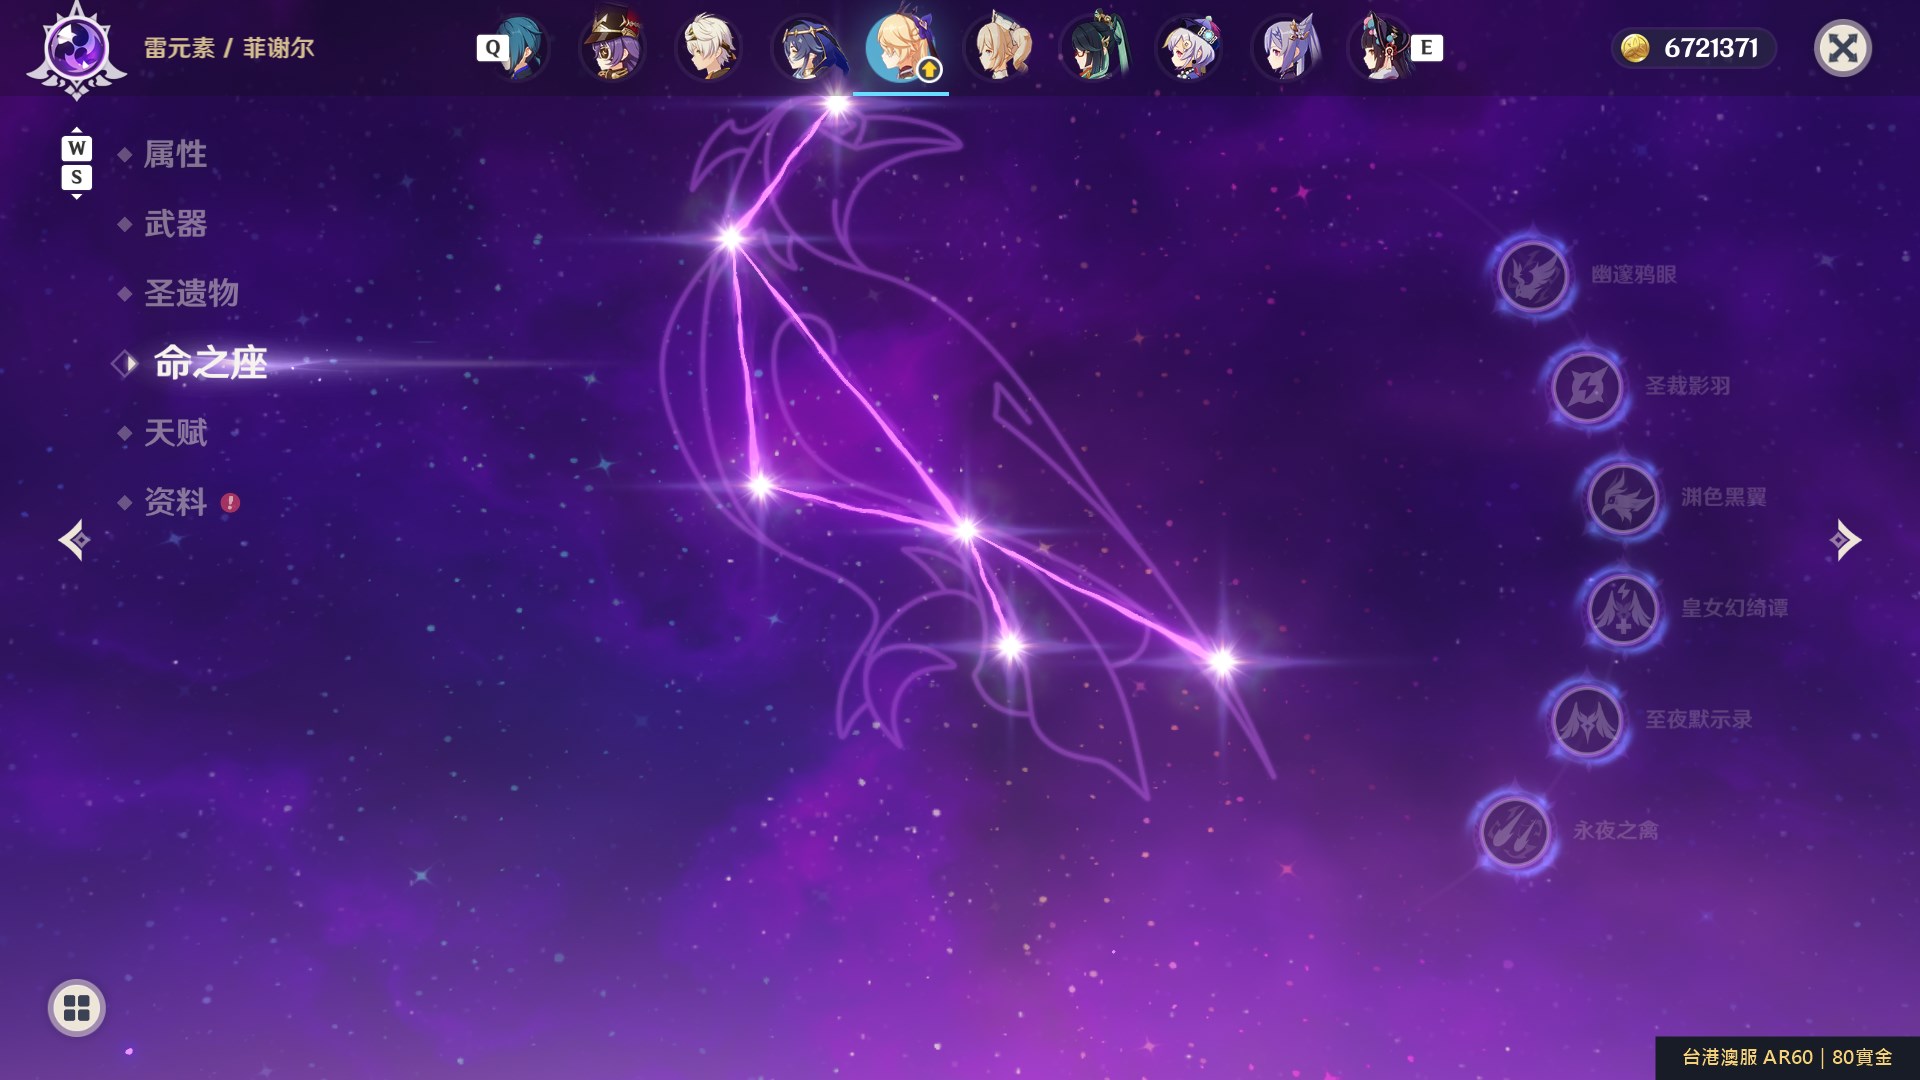 雷元素 / 菲谢尔
Q
E
6721371
W
S
属性
武器
圣遗物
命之座
天赋
资料
幽邃鸦眼
圣裁影羽
渊色黑翼
皇女幻绮谭
至夜默示录
永夜之禽
台港澳服 AR60 | 80實金